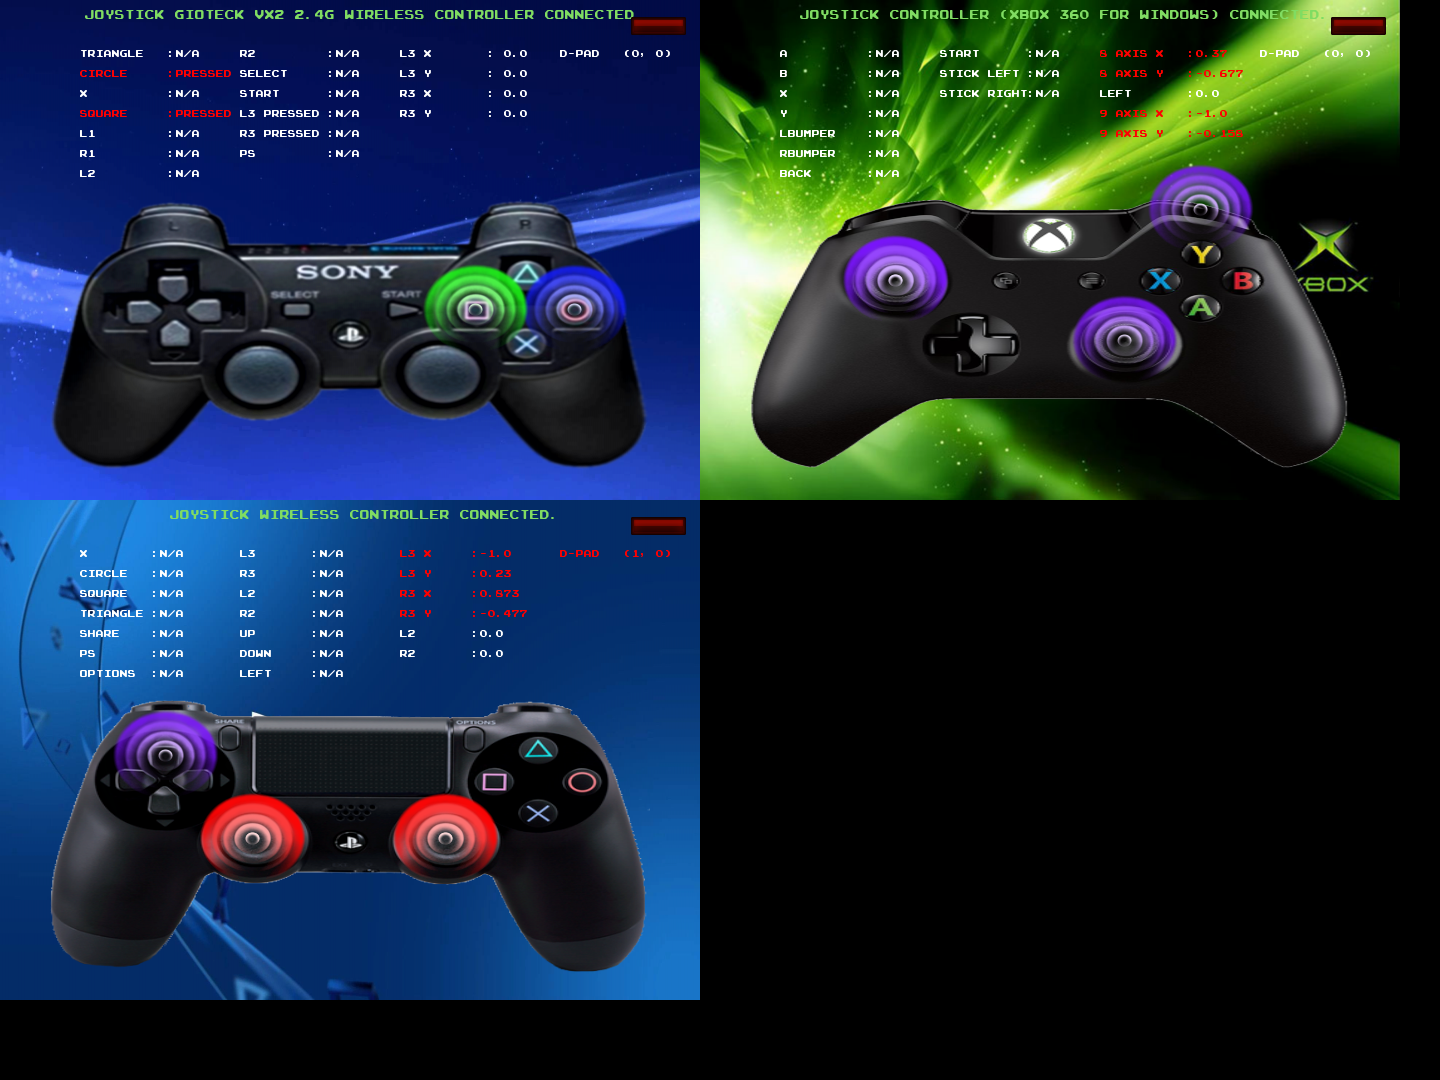 JOYSTICK GIOTECK VX2 2.4G WIRELESS CONTROLLER CONNECTED
TRIANGLE :N/A R2 :N/A L3 X : 0.0 D-PAD (0, 0)
CIRCLE :PRESSED SELECT :N/A L3 Y : 0.0
X :N/A START :N/A R3 X : 0.0
SQUARE :PRESSED L3 PRESSED :N/A R3 Y : 0.0
L1 :N/A R3 PRESSED :N/A
R1 :N/A PS :N/A
L2 :N/A
L R
SONY
SELECT START
JOYSTICK CONTROLLER (XBOX 360 FOR WINDOWS) CONNECTED.
A :N/A START :N/A 6 AXIS X :0.37 D-PAD (0, 0)
B :N/A STICK LEFT :N/A 6 AXIS Y :-0.677
X :N/A STICK RIGHT:N/A LEFT :0.0
Y :N/A 9 AXIS X :-1.0
LBUMPER :N/A 9 AXIS Y
RBUMPER :N/A
BACK :N/A
Y
X B
A
XBOX
JOYSTICK WIRELESS CONTROLLER CONNECTED.
X :N/A L3 :N/A L3 X :-1.0 D-PAD (1, 0)
CIRCLE :N/A R3 :N/A L3 Y :0.23
SQUARE :N/A L2 :N/A R3 X :0.673
TRIANGLE :N/A R2 :N/A R3 Y :-0.477
SHARE :N/A UP :N/A L2 :0.0
PS :N/A DOWN :N/A R2 :0.0
OPTIONS :N/A LEFT :N/A
SHARE OPTIONS